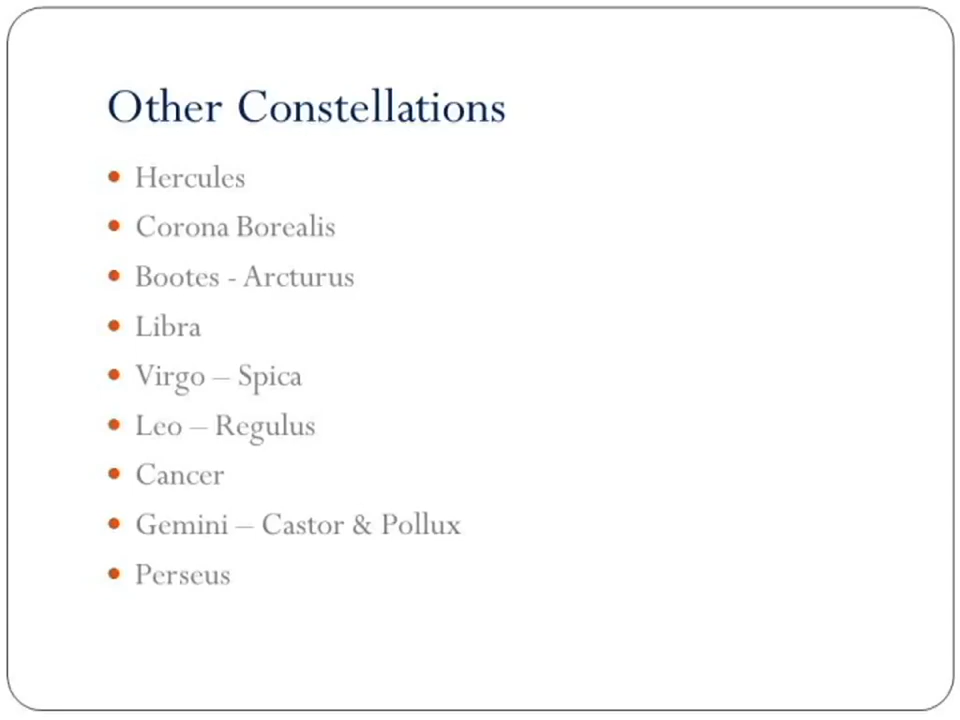 Other Constellations
• Hercules
• Corona Borealis
• Bootes - Arcturus
• Libra
• Virgo – Spica
• Leo – Regulus
• Cancer
• Gemini – Castor & Pollux
• Perseus